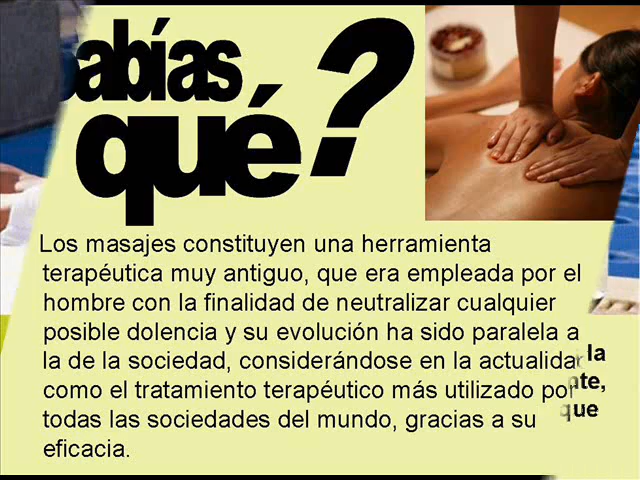 abías
qué?
Los masajes constituyen una herramienta
terapéutica muy antiguo, que era empleada por el
hombre con la finalidad de neutralizar cualquier
posible dolencia y su evolución ha sido paralela a
la de la sociedad, considerándose en la actualida
como el tratamiento terapéutico más utilizado por
todas las sociedades del mundo, gracias a su
eficacia.
la
que